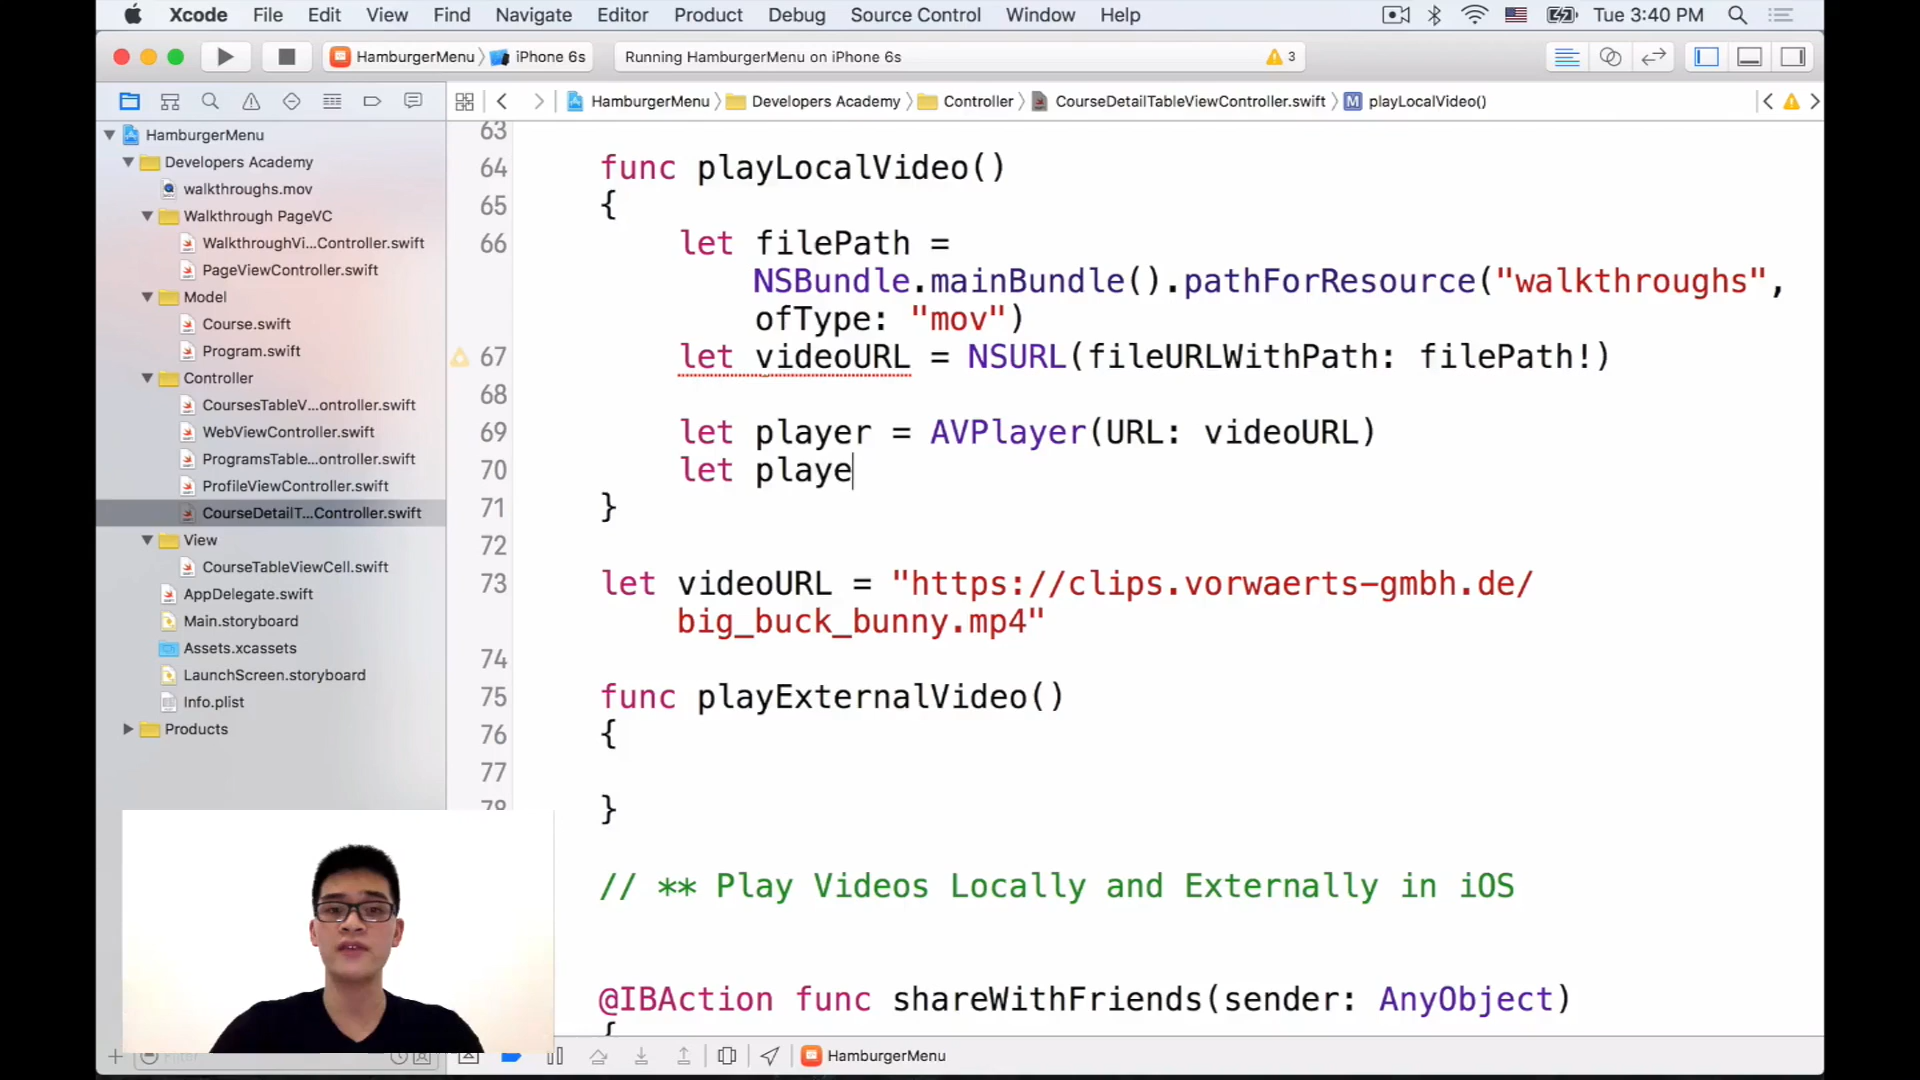 Xcode File Edit View Find Navigate Editor Product Debug Source Control Window Help Tue 3:40 PM
HamburgerMenu iPhone 6s Running HamburgerMenu on iPhone 6s 3
HamburgerMenu Developers Academy Controller CourseDetailTableViewController.swift M playLocalVideo()
HamburgerMenu
Developers Academy
walkthroughs.mov
Walkthrough PageVC
WalkthroughVi...Controller.swift
PageViewController.swift
Model
Course.swift
Program.swift
Controller
CoursesTableV...ontroller.swift
WebViewController.swift
ProgramsTable...ontroller.swift
ProfileViewController.swift
CourseDetailT...Controller.swift
View
CourseTableViewCell.swift
AppDelegate.swift
Main.storyboard
Assets.xcassets
LaunchScreen.storyboard
Info.plist
Products
Filter
63
64 func playLocalVideo()
65 {
66 let filePath =
NSBundle.mainBundle().pathForResource("walkthroughs",
ofType: "mov")
67 let videoURL = NSURL(fileURLWithPath: filePath!)
68
69 let player = AVPlayer(URL: videoURL)
70 let playe
71 }
72
73 let videoURL = "https://clips.vorwaerts-gmbh.de/
big_buck_bunny.mp4"
74
75 func playExternalVideo()
76 {
77
78 }
// ** Play Videos Locally and Externally in iOS
@IBAction func shareWithFriends(sender: AnyObject)
{
HamburgerMenu